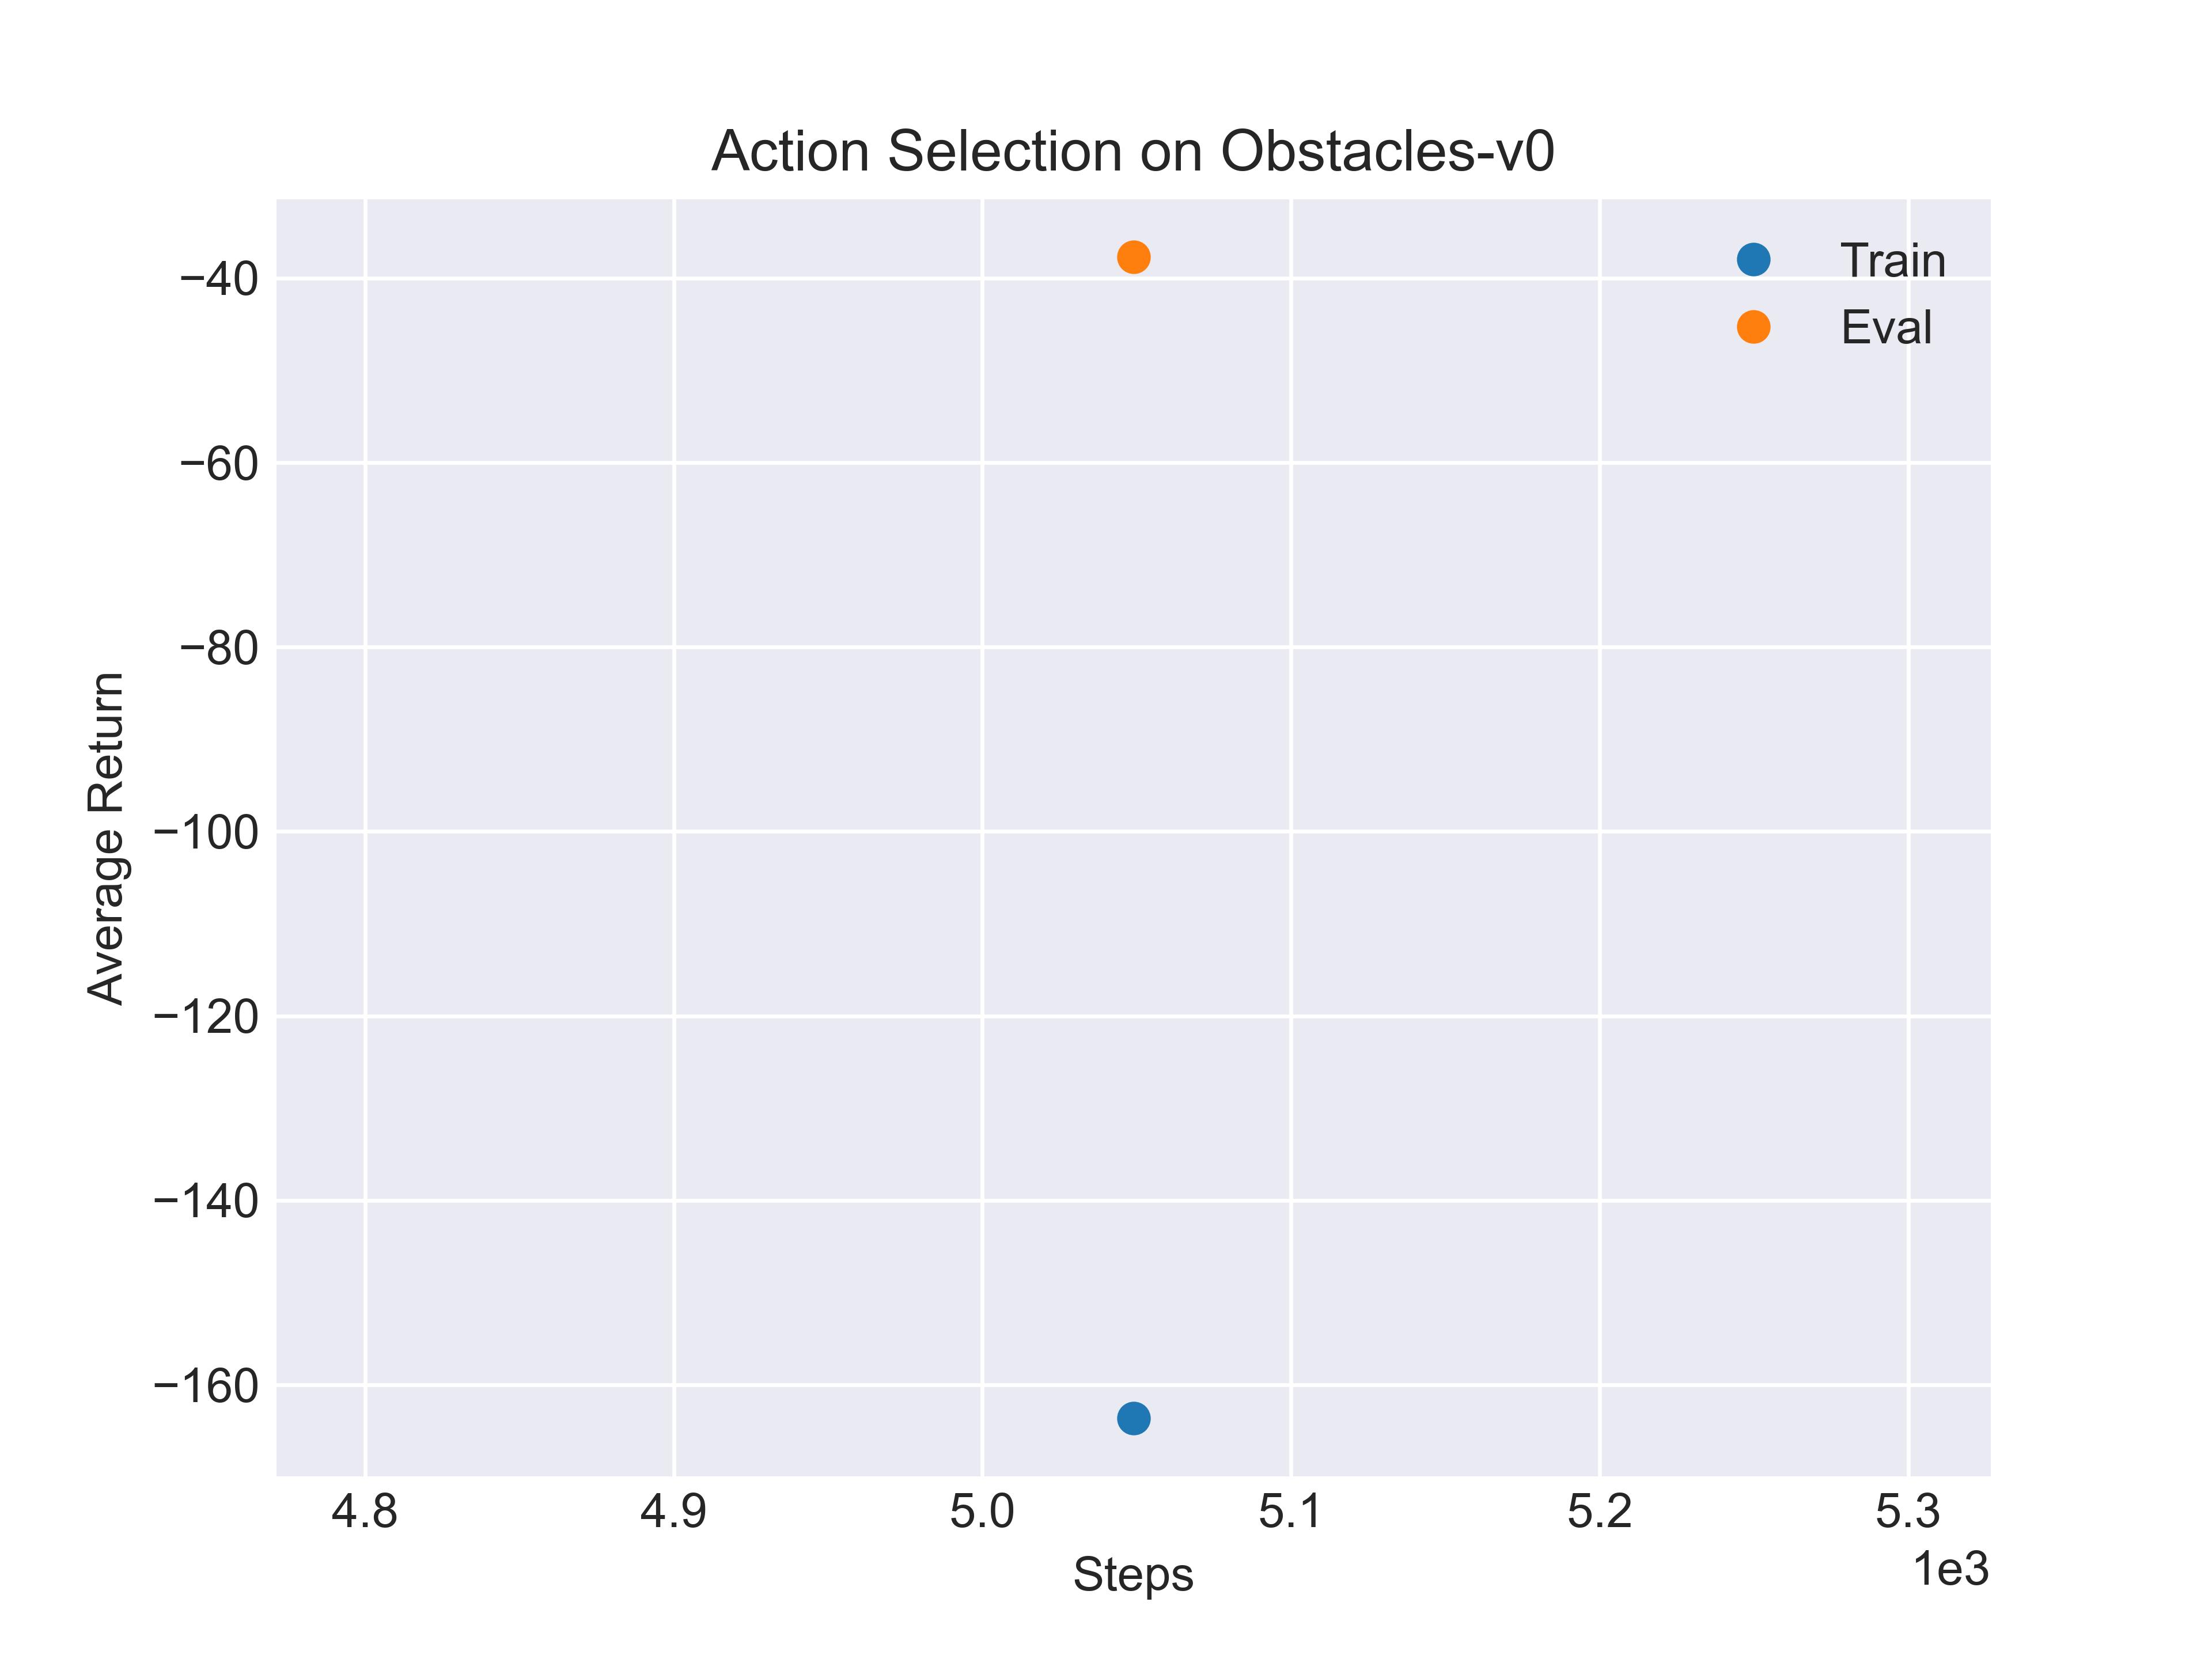 Action Selection on Obstacles-v0
Train
Eval
−40
−60
−80
−100
−120
−140
−160
Average Return
4.8 4.9 5.0 5.1 5.2 5.3
Steps
1e3